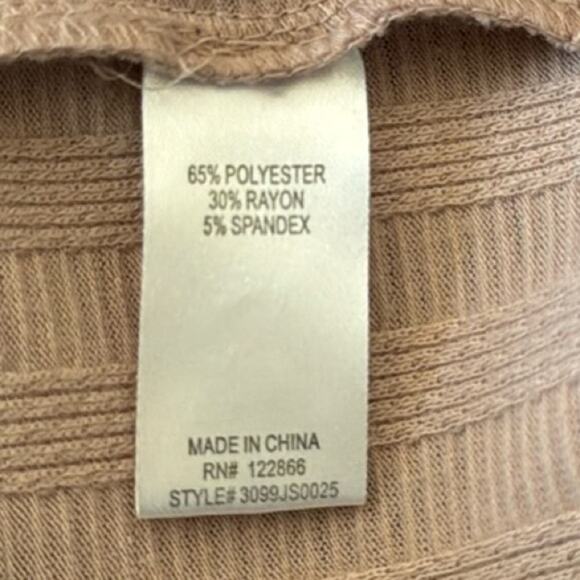 65% POLYESTER
30% RAYON
5% SPANDEX
MADE IN CHINA
RN# 122866
STYLE# 3099JS0025